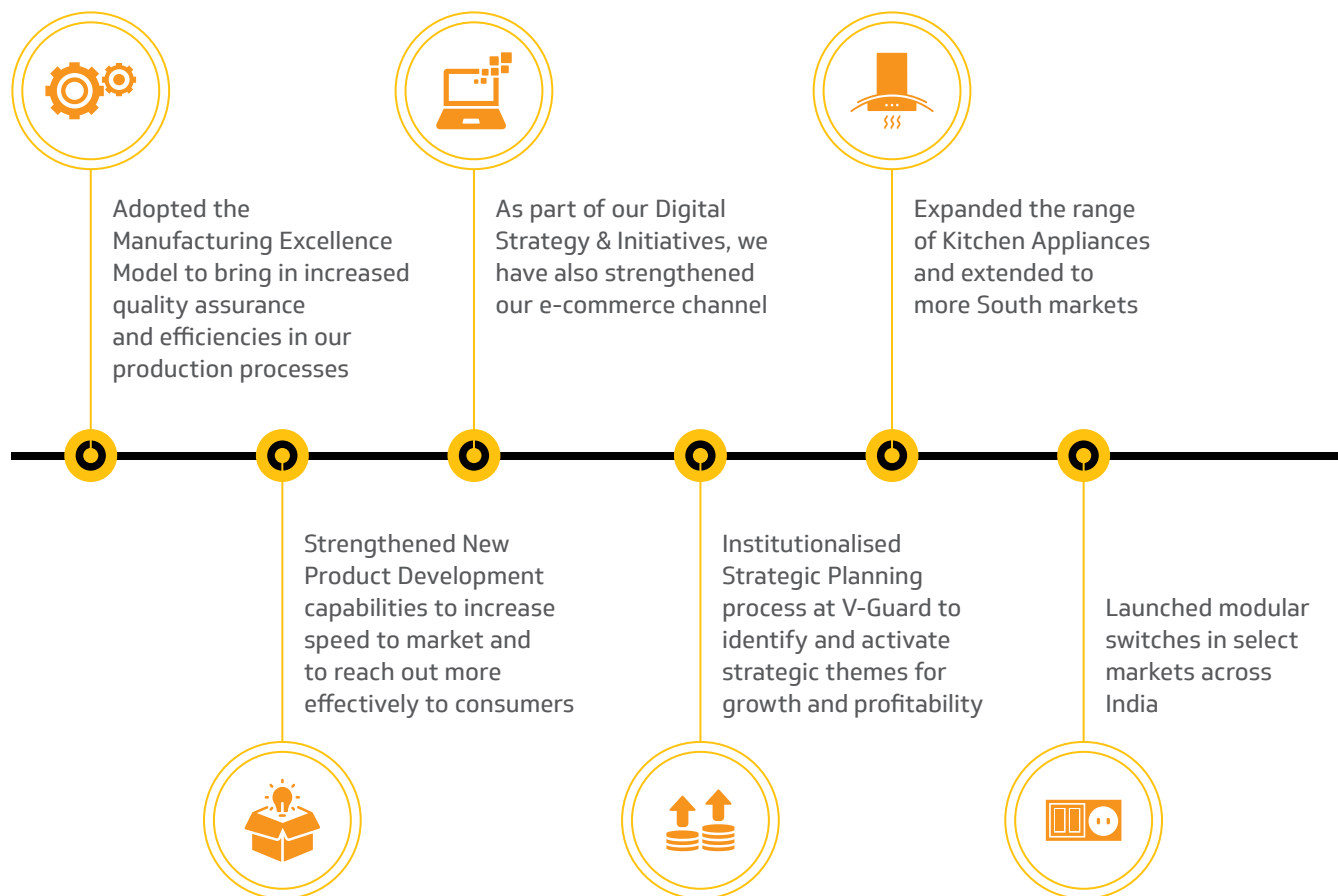 Adopted the
Manufacturing Excellence
Model to bring in increased
quality assurance
and efficiencies in our
production processes
As part of our Digital
Strategy & Initiatives, we
have also strengthened
our e-commerce channel
Expanded the range
of Kitchen Appliances
and extended to
more South markets
Strengthened New
Product Development
capabilities to increase
speed to market and
to reach out more
effectively to consumers
Institutionalised
Strategic Planning
process at V-Guard to
identify and activate
strategic themes for
growth and profitability
Launched modular
switches in select
markets across
India